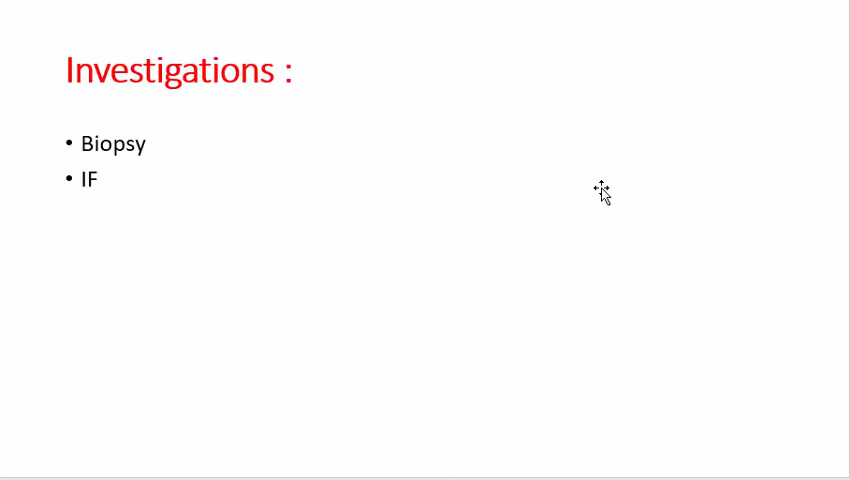 Investigations :
• Biopsy
• IF